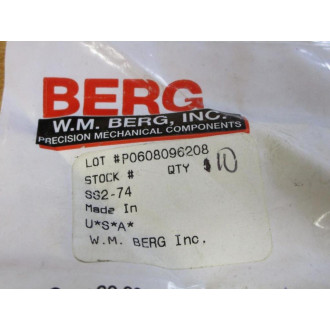 BERG
W.M. BERG, INC.
PRECISION MECHANICAL COMPONENTS
LOT #P0608096208
STOCK # QTY 10
SS2-74
Made In
U*S*A*
W.M. BERG Inc.